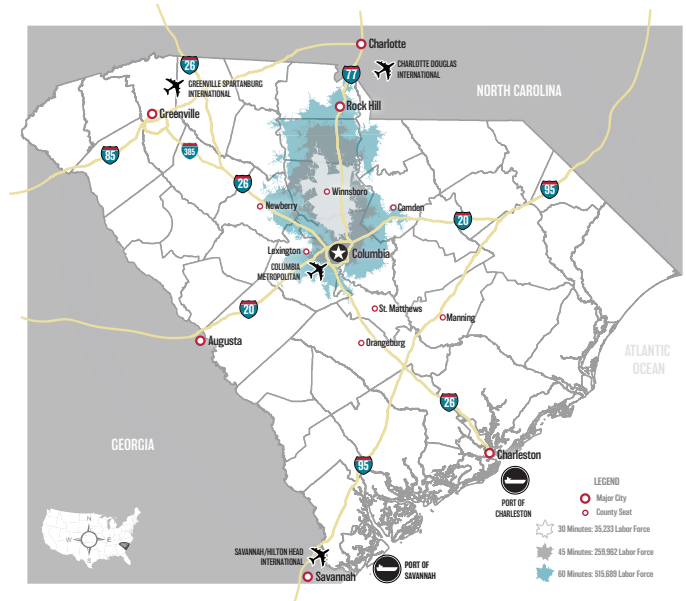 Charlotte
26
CHARLOTTE DOUGLAS
INTERNATIONAL
77
GREENVILLE SPARTANBURG
INTERNATIONAL
NORTH CAROLINA
Rock Hill
Greenville
85
385
26
95
Winnsboro
Newberry
Camden
20
Lexington
Columbia
COLUMBIA
METROPOLITAN
20
St. Matthews
Manning
Augusta
Orangeburg
ATLANTIC
OCEAN
26
GEORGIA
Charleston
95
PORT OF
CHARLESTON
LEGEND
Major City
County Seat
30 Minutes: 35,233 Labor Force
45 Minutes: 259,962 Labor Force
60 Minutes: 515,689 Labor Force
N
W
E
S
SAVANNAH/HILTON HEAD
INTERNATIONAL
PORT OF
SAVANNAH
Savannah